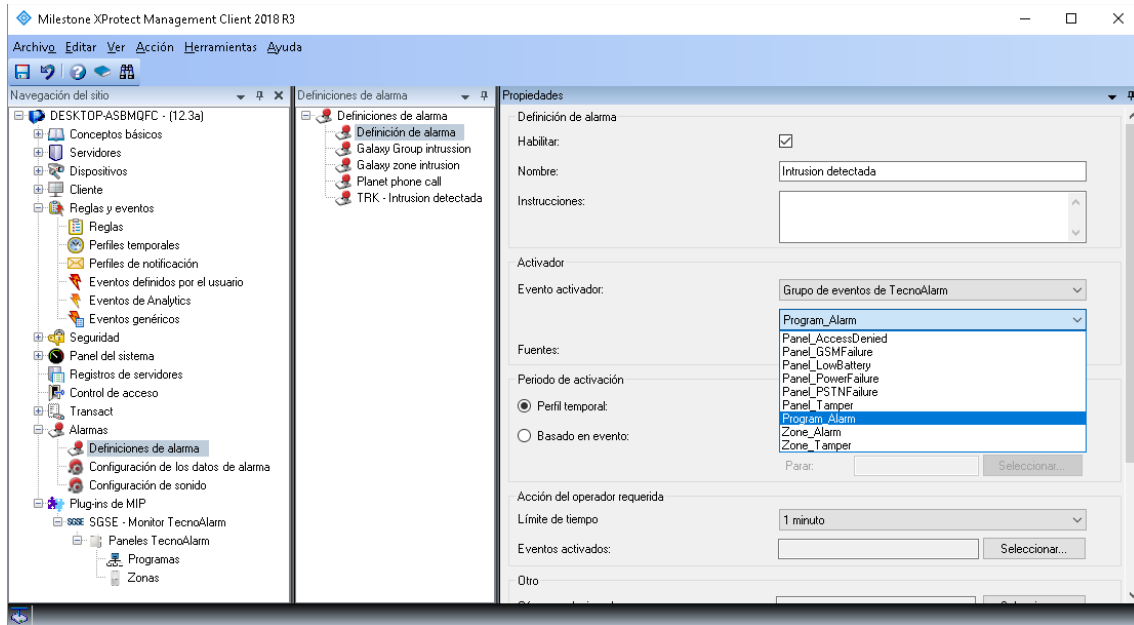 Milestone XProtect Management Client 2018 R3
Archivo Editar Ver Acción Herramientas Ayuda
Navegación del sitio
DESKTOP-ASBMQFC - (12.3a)
Conceptos básicos
Servidores
Dispositivos
Cliente
Reglas y eventos
Reglas
Perfiles temporales
Perfiles de notificación
Eventos definidos por el usuario
Eventos de Analytics
Eventos genéricos
Seguridad
Panel del sistema
Registros de servidores
Control de acceso
Transact
Alarmas
Definiciones de alarma
Configuración de los datos de alarma
Configuración de sonido
Plug-ins de MIP
SGSE SGSE - Monitor TecnoAlarm
Paneles TecnoAlarm
Programas
Zonas
Definiciones de alarma
Definiciones de alarma
Definición de alarma
Galaxy Group intrussion
Galaxy zone intrusion
Planet phone call
TRK - Intrusion detectada
Propiedades
Definición de alarma
Habilitar:
Nombre: Intrusion detectada
Instrucciones:
Activador
Evento activador: Grupo de eventos de TecnoAlarm
Program_Alarm
Panel_AccessDenied
Panel_GSMFailure
Panel_LowBattery
Panel_PowerFailure
Panel_PSTNFailure
Panel_Tamper
Program_Alarm
Zone_Alarm
Zone_Tamper
Fuentes:
Periodo de activación
Perfil temporal:
Basado en evento:
Parar: Seleccionar...
Acción del operador requerida
Límite de tiempo 1 minuto
Eventos activados: Seleccionar...
Otro